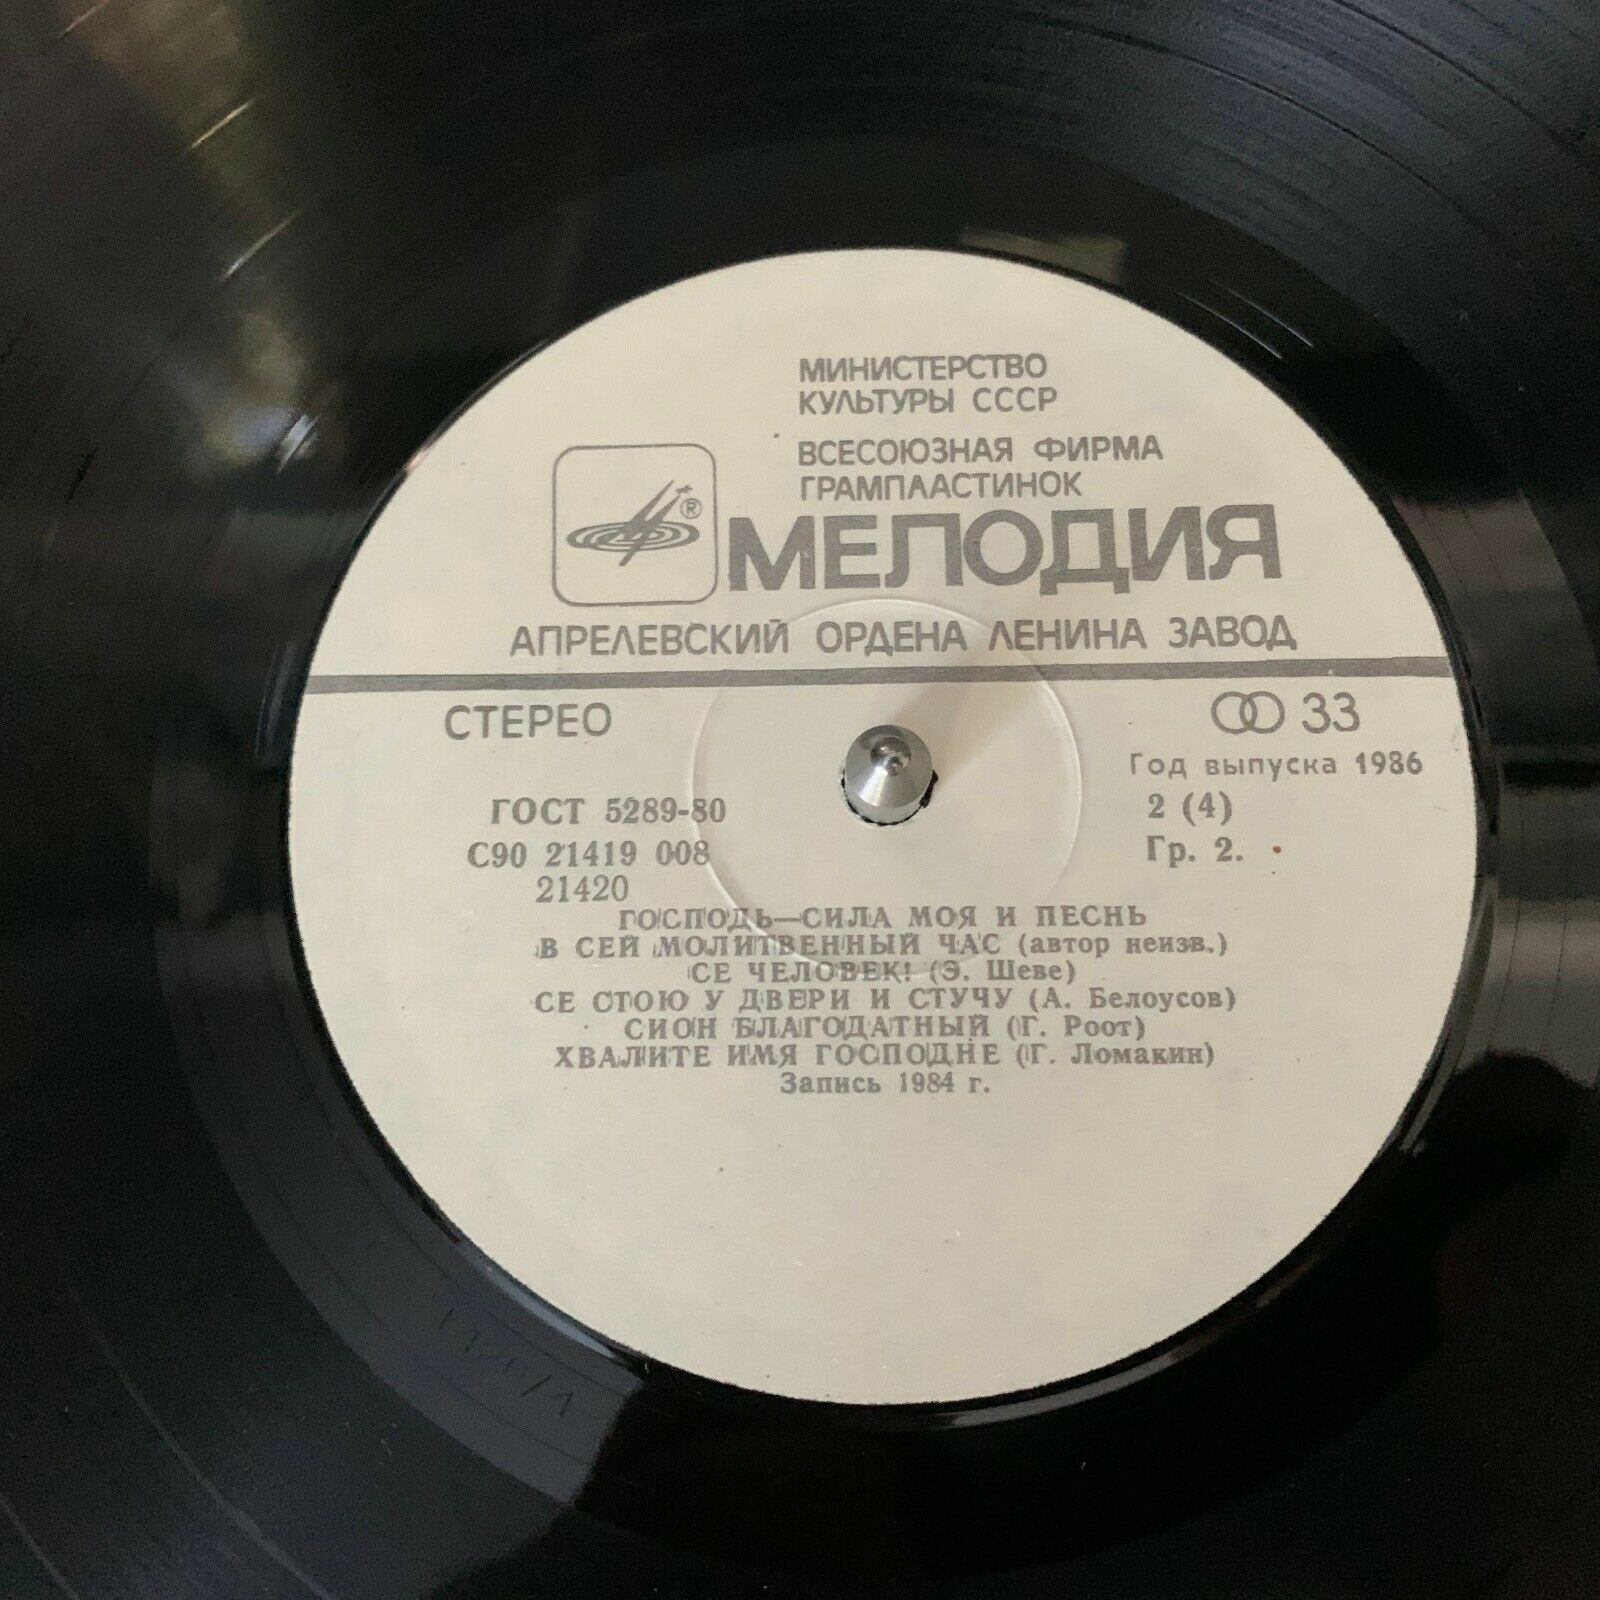 МИНИСТЕРСТВО
КУЛЬТУРЫ СССР
ВСЕСОЮЗНАЯ ФИРМА
ГРАМПЛАСТИНОК
®
МЕЛОДИЯ
АПРЕЛЕВСКИЙ ОРДЕНА ЛЕНИНА ЗАВОД
СТЕРЕО
33
Год выпуска 1986
ГОСТ 5289-80
2 (4)
С90 21419 008
Гр. 2.
21420
ГОСПОДЬ—СИЛА МОЯ И ПЕСНЬ
В СЕЙ МОЛИТВЕННЫЙ ЧАС (автор неизв.)
СЕ ЧЕЛОВЕК! (Э. Шеве)
СЕ СТОЮ У ДВЕРИ И СТУЧУ (А. Белоусов)
СИОН БЛАГОДАТНЫЙ (Г. Роот)
ХВАЛИТЕ ИМЯ ГОСПОДНЕ (Г. Ломакин)
Запись 1984 г.